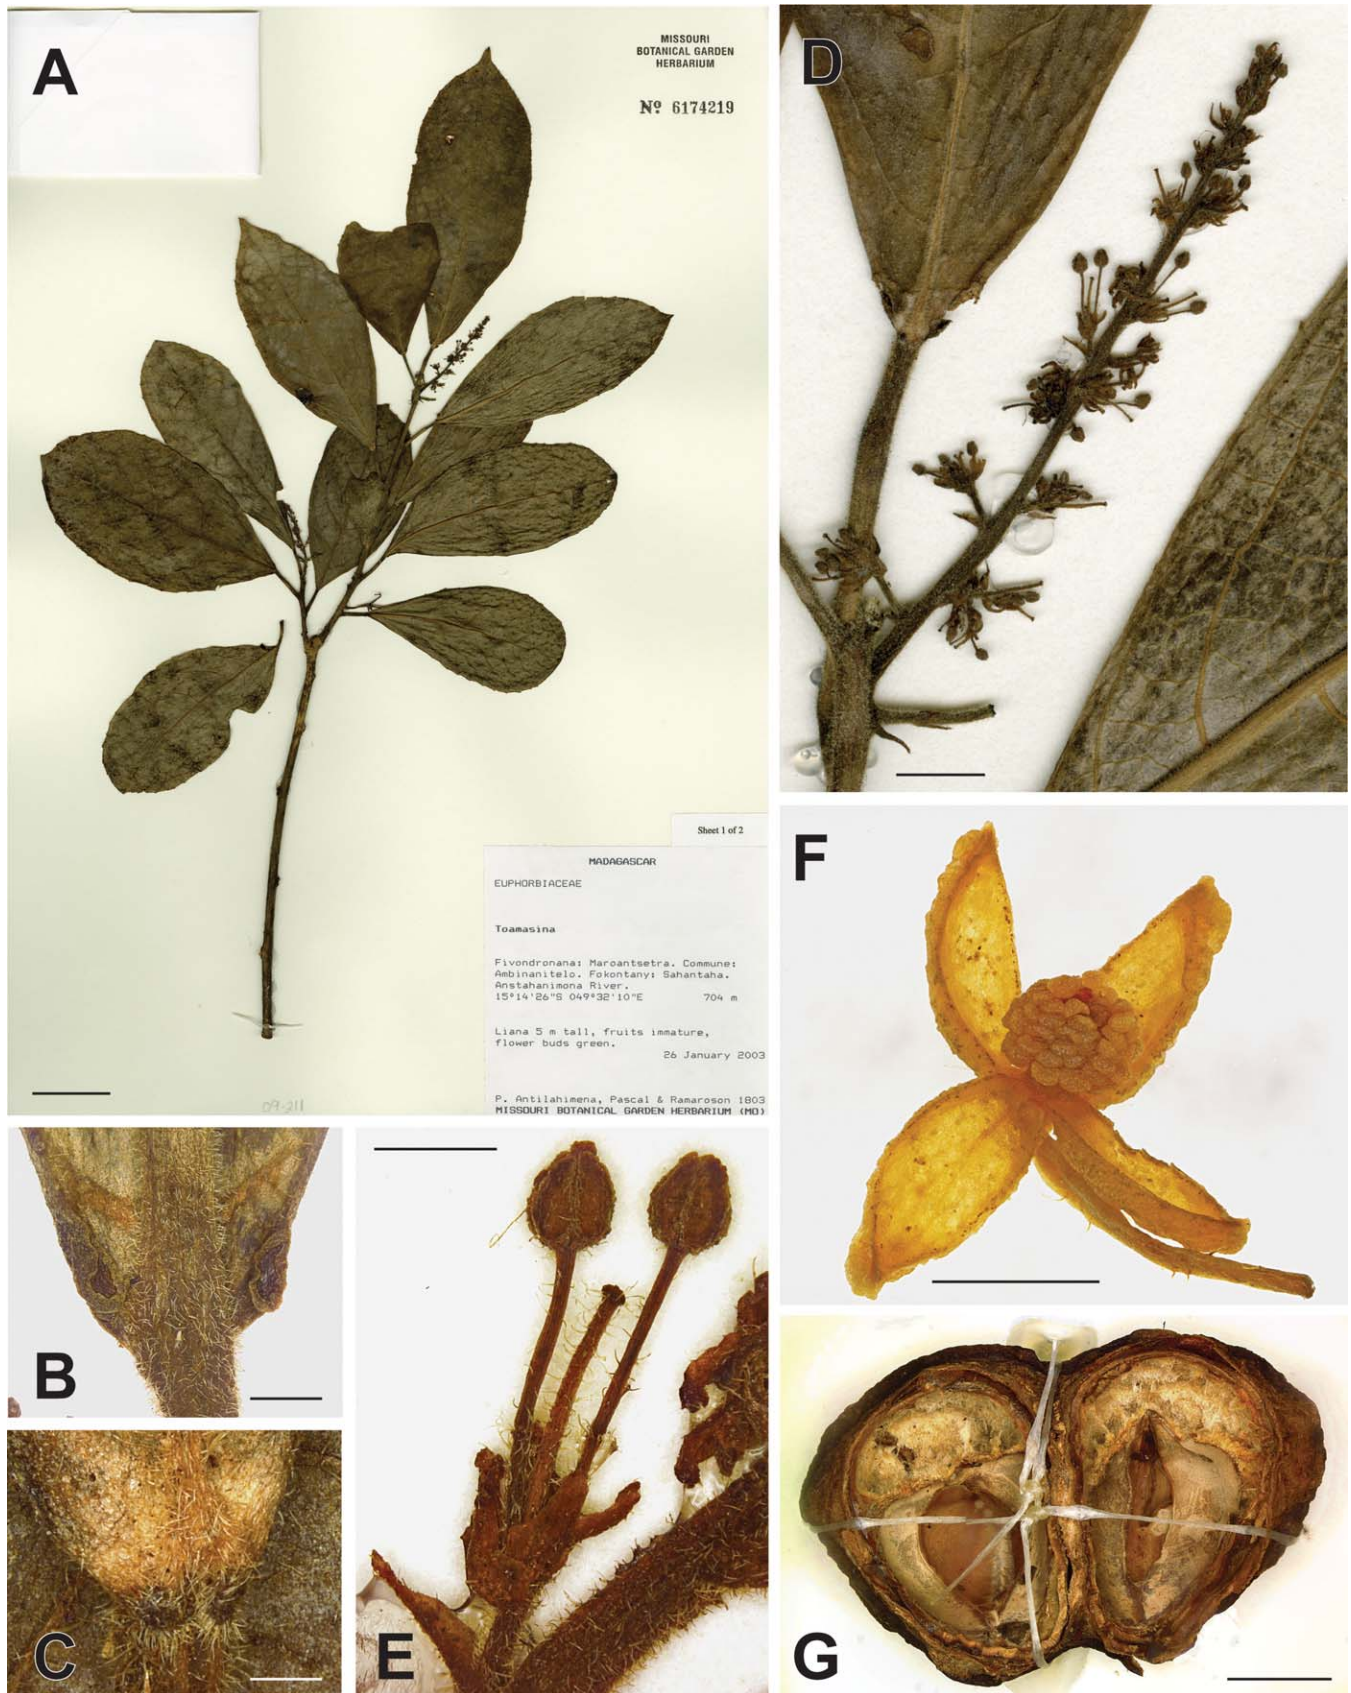 A
MISSOURI
BOTANICAL GARDEN
HERBARIUM
Nº 6174219
Sheet 1 of 2
MADAGASCAR
EUPHORBIACEAE
Toamasina
Fivondronana: Maroantsetra. Commune:
Ambinanitelo. Fokontany: Sahantaha.
Anstahanimona River.
15°14'26"S 049°32'10"E 704 m
Liana 5 m tall, fruits immature,
flower buds green.
26 January 2003
P. Antilahimena, Pascal & Ramaroson 1803
MISSOURI BOTANICAL GARDEN HERBARIUM (MO)
09-211
B
C
D
E
F
G